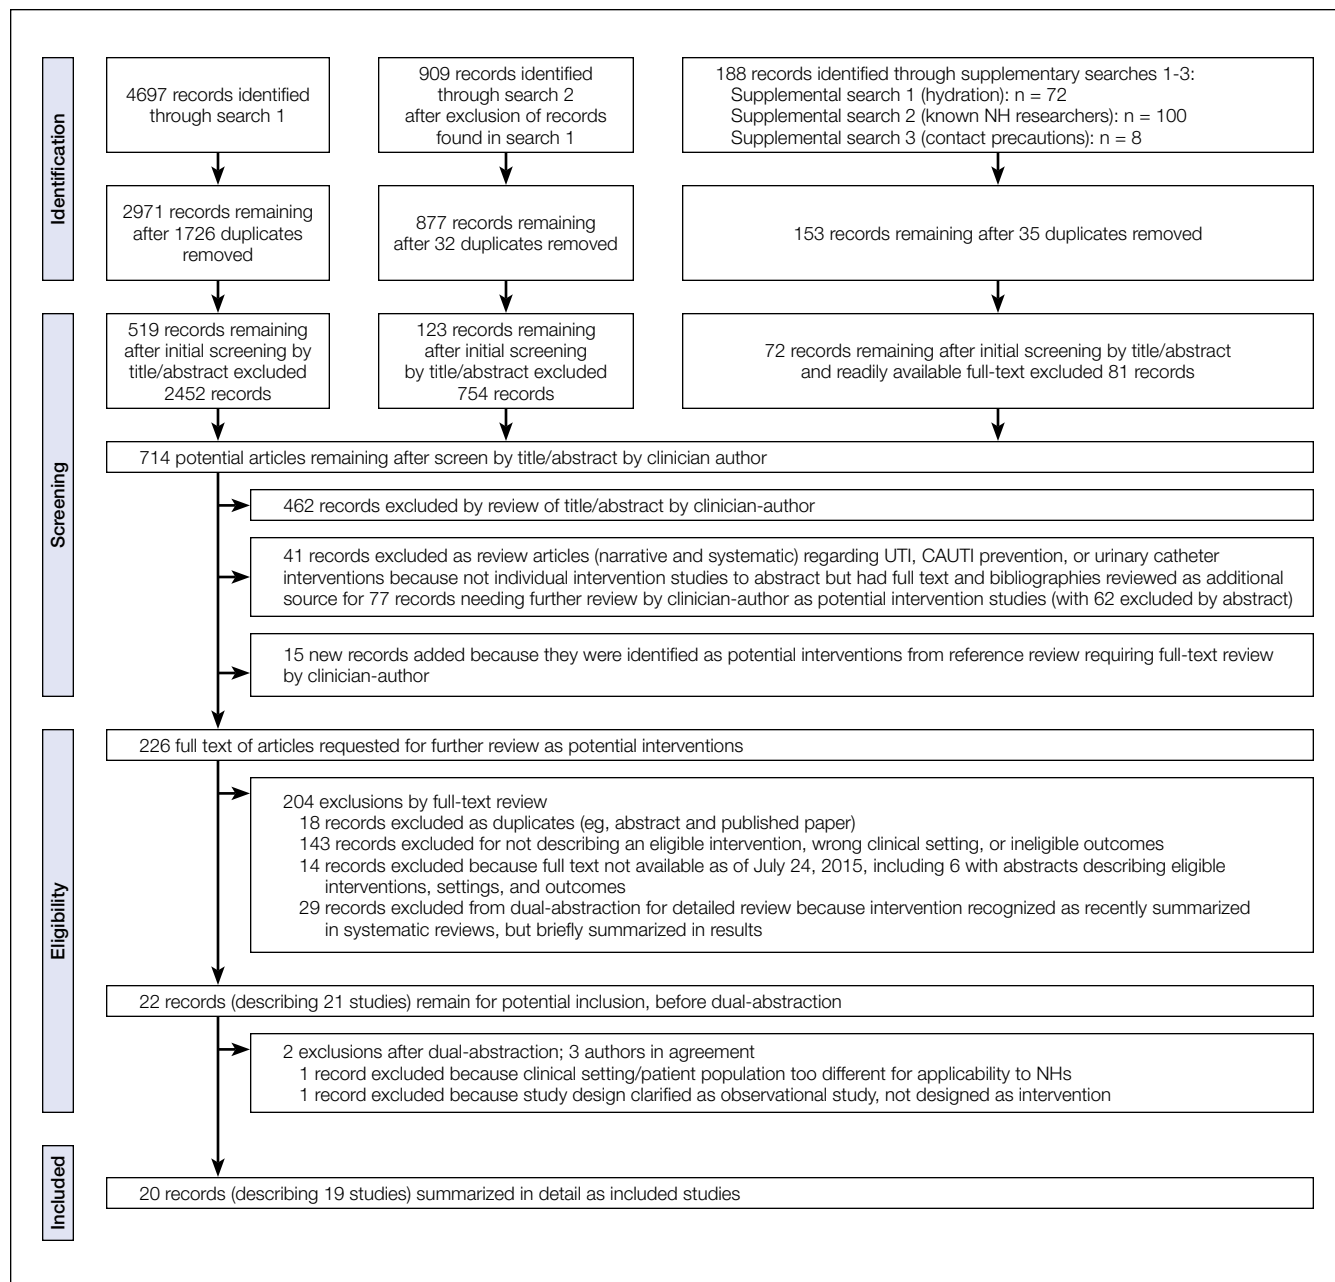 Identification
4697 records identified
through search 1
909 records identified
through search 2
after exclusion of records
found in search 1
188 records identified through supplementary searches 1-3:
Supplemental search 1 (hydration): n = 72
Supplemental search 2 (known NH researchers): n = 100
Supplemental search 3 (contact precautions): n = 8
2971 records remaining
after 1726 duplicates
removed
877 records remaining
after 32 duplicates removed
153 records remaining after 35 duplicates removed
Screening
519 records remaining
after initial screening by
title/abstract excluded
2452 records
123 records remaining
after initial screening
by title/abstract excluded
754 records
72 records remaining after initial screening by title/abstract
and readily available full-text excluded 81 records
714 potential articles remaining after screen by title/abstract by clinician author
462 records excluded by review of title/abstract by clinician-author
41 records excluded as review articles (narrative and systematic) regarding UTI, CAUTI prevention, or urinary catheter
interventions because not individual intervention studies to abstract but had full text and bibliographies reviewed as additional
source for 77 records needing further review by clinician-author as potential intervention studies (with 62 excluded by abstract)
15 new records added because they were identified as potential interventions from reference review requiring full-text review
by clinician-author
Eligibility
226 full text of articles requested for further review as potential interventions
204 exclusions by full-text review
18 records excluded as duplicates (eg, abstract and published paper)
143 records excluded for not describing an eligible intervention, wrong clinical setting, or ineligible outcomes
14 records excluded because full text not available as of July 24, 2015, including 6 with abstracts describing eligible
interventions, settings, and outcomes
29 records excluded from dual-abstraction for detailed review because intervention recognized as recently summarized
in systematic reviews, but briefly summarized in results
22 records (describing 21 studies) remain for potential inclusion, before dual-abstraction
2 exclusions after dual-abstraction; 3 authors in agreement
1 record excluded because clinical setting/patient population too different for applicability to NHs
1 record excluded because study design clarified as observational study, not designed as intervention
Included
20 records (describing 19 studies) summarized in detail as included studies